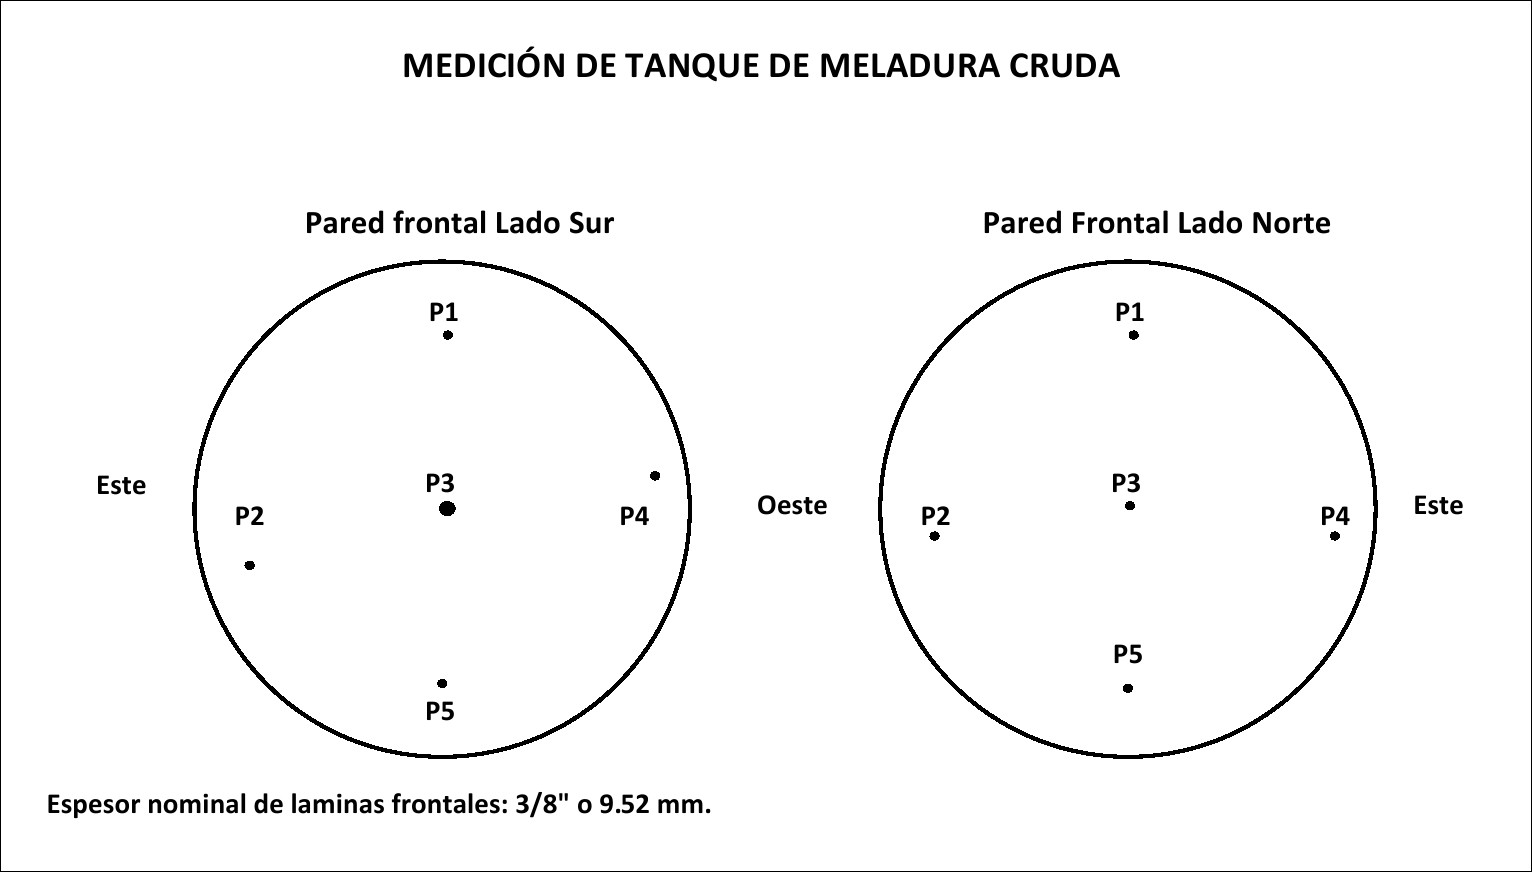 MEDICIÓN DE TANQUE DE MELADURA CRUDA
Pared frontal Lado Sur
Pared Frontal Lado Norte
P1
P1
Este
P3
P2
P4
Oeste
P3
P2
P4
Este
P5
P5
Espesor nominal de laminas frontales: 3/8" o 9.52 mm.